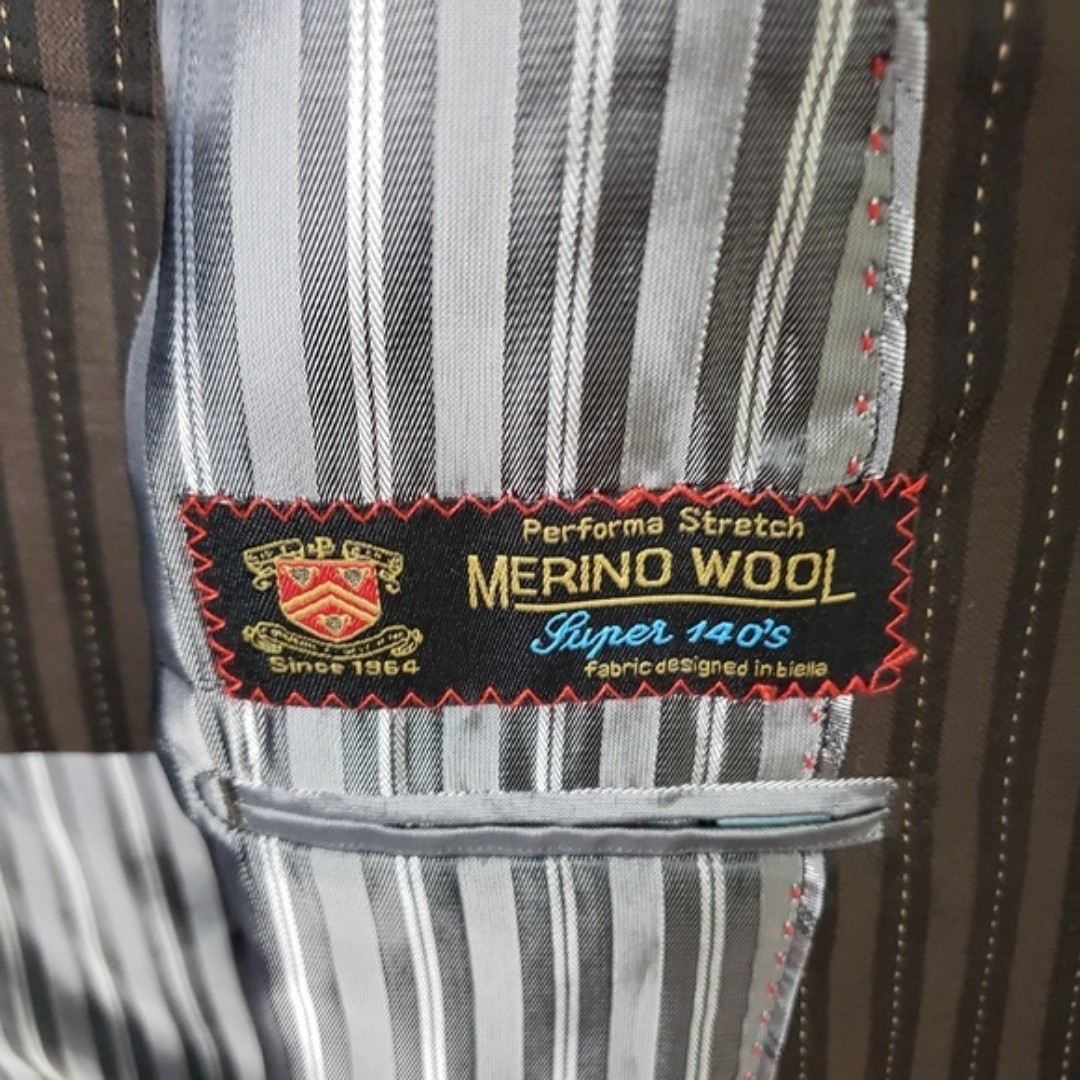 Performa Stretch
MERINO WOOL
Super 140's
fabric designed in biella
Since 1964